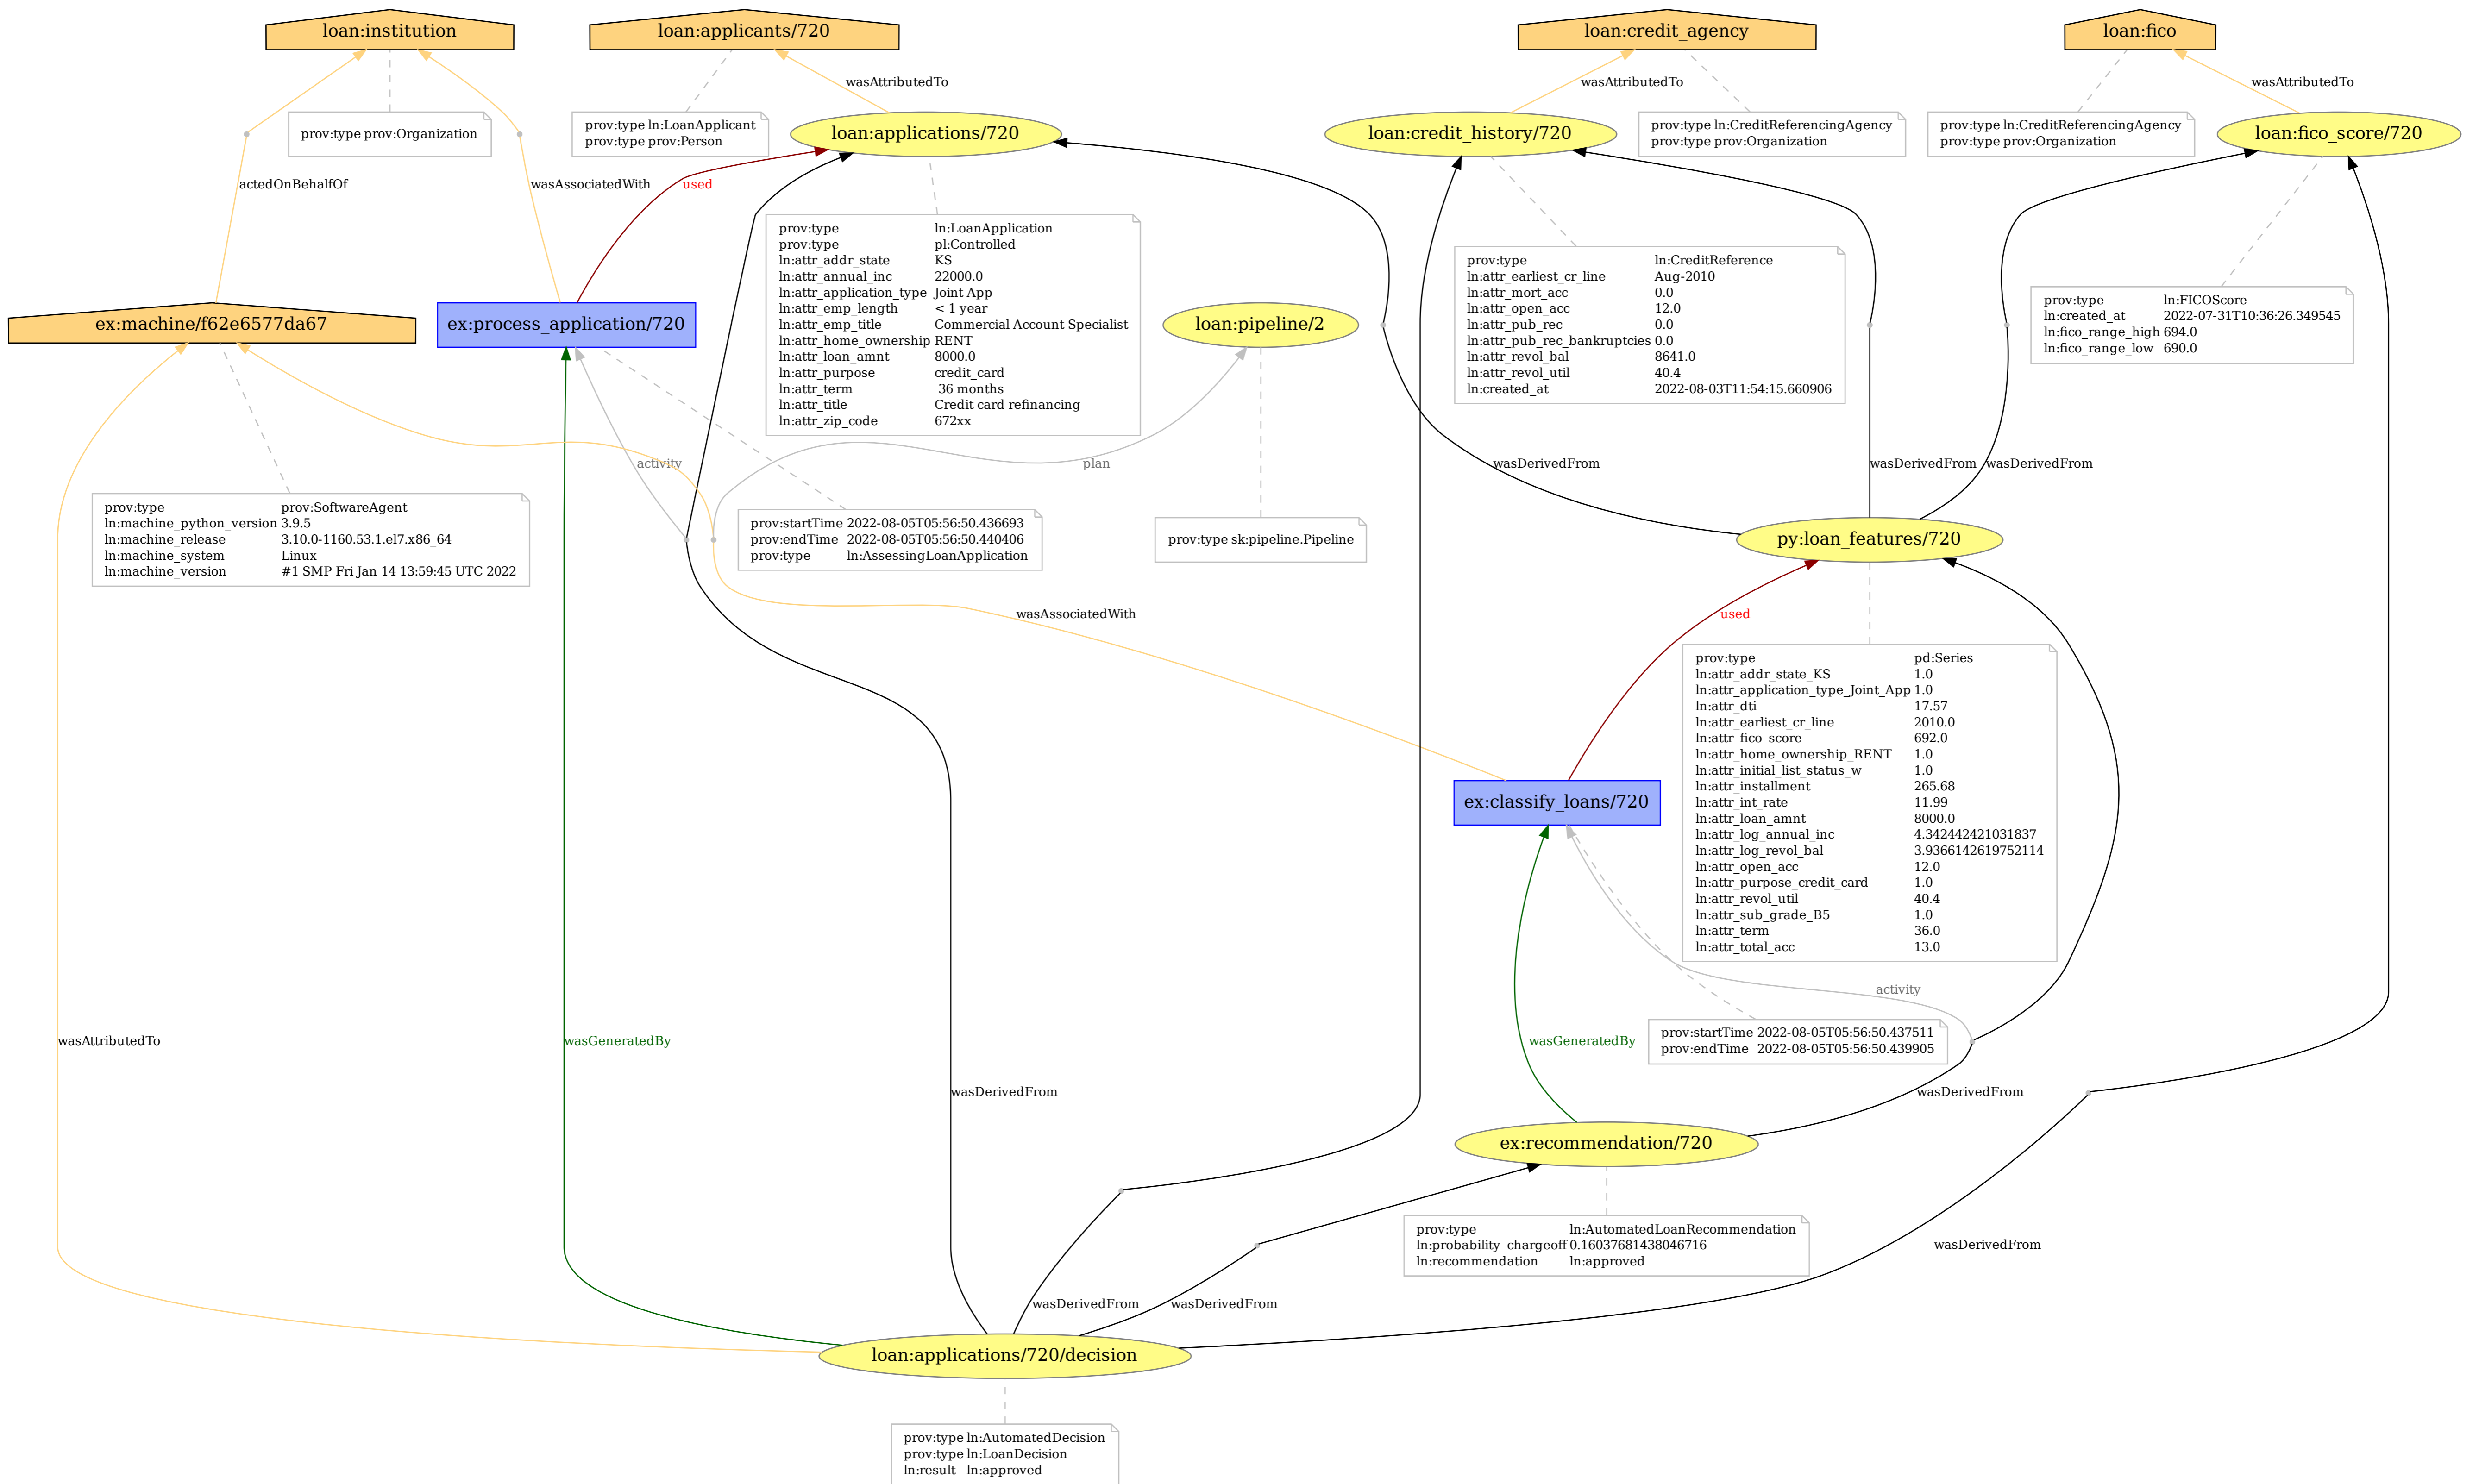 loan:institution
loan:applicants/720
loan:credit_agency
loan:fico
wasAttributedTo
wasAttributedTo
wasAttributedTo
prov:type prov:Organization
prov:type ln:LoanApplicant
prov:type prov:Person
loan:applications/720
loan:credit_history/720
prov:type ln:CreditReferencingAgency
prov:type prov:Organization
prov:type ln:CreditReferencingAgency
prov:type prov:Organization
loan:fico_score/720
actedOnBehalfOf
wasAssociatedWith
used
prov:type ln:LoanApplication
prov:type pl:Controlled
ln:attr_addr_state KS
ln:attr_annual_inc 22000.0
ln:attr_application_type Joint App
ln:attr_emp_length < 1 year
ln:attr_emp_title Commercial Account Specialist
ln:attr_home_ownership RENT
ln:attr_loan_amnt 8000.0
ln:attr_purpose credit_card
ln:attr_term 36 months
ln:attr_title Credit card refinancing
ln:attr_zip_code 672xx
prov:type ln:CreditReference
ln:attr_earliest_cr_line Aug-2010
ln:attr_mort_acc 0.0
ln:attr_open_acc 12.0
ln:attr_pub_rec 0.0
ln:attr_pub_rec_bankruptcies 0.0
ln:attr_revol_bal 8641.0
ln:attr_revol_util 40.4
ln:created_at 2022-08-03T11:54:15.660906
prov:type ln:FICOScore
ln:created_at 2022-07-31T10:36:26.349545
ln:fico_range_high 694.0
ln:fico_range_low 690.0
ex:machine/f62e6577da67
ex:process_application/720
loan:pipeline/2
activity
plan
wasDerivedFrom
wasDerivedFrom
wasDerivedFrom
prov:type prov:SoftwareAgent
ln:machine_python_version 3.9.5
ln:machine_release 3.10.0-1160.53.1.el7.x86_64
ln:machine_system Linux
ln:machine_version #1 SMP Fri Jan 14 13:59:45 UTC 2022
prov:startTime 2022-08-05T05:56:50.436693
prov:endTime 2022-08-05T05:56:50.440406
prov:type ln:AssessingLoanApplication
prov:type sk:pipeline.Pipeline
py:loan_features/720
wasAssociatedWith
used
prov:type pd:Series
ln:attr_addr_state_KS 1.0
ln:attr_application_type_Joint_App 1.0
ln:attr_dti 17.57
ln:attr_earliest_cr_line 2010.0
ln:attr_fico_score 692.0
ln:attr_home_ownership_RENT 1.0
ln:attr_initial_list_status_w 1.0
ln:attr_installment 265.68
ln:attr_int_rate 11.99
ln:attr_loan_amnt 8000.0
ln:attr_log_annual_inc 4.342442421031837
ln:attr_log_revol_bal 3.9366142619752114
ln:attr_open_acc 12.0
ln:attr_purpose_credit_card 1.0
ln:attr_revol_util 40.4
ln:attr_sub_grade_B5 1.0
ln:attr_term 36.0
ln:attr_total_acc 13.0
ex:classify_loans/720
activity
wasAttributedTo
wasGeneratedBy
wasGeneratedBy
prov:startTime 2022-08-05T05:56:50.437511
prov:endTime 2022-08-05T05:56:50.439905
wasDerivedFrom
wasDerivedFrom
ex:recommendation/720
prov:type ln:AutomatedLoanRecommendation
ln:probability_chargeoff 0.16037681438046716
ln:recommendation ln:approved
wasDerivedFrom
wasDerivedFrom
wasDerivedFrom
loan:applications/720/decision
prov:type ln:AutomatedDecision
prov:type ln:LoanDecision
ln:result ln:approved